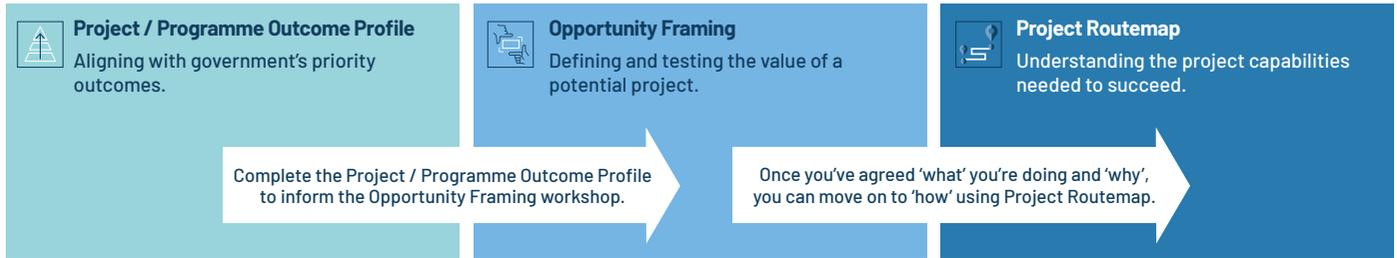 Project / Programme Outcome Profile
Aligning with government’s priority
outcomes.
Opportunity Framing
Defining and testing the value of a
potential project.
Project Routemap
Understanding the project capabilities
needed to succeed.
Complete the Project / Programme Outcome Profile
to inform the Opportunity Framing workshop.
Once you’ve agreed ‘what’ you’re doing and ‘why’,
you can move on to ‘how’ using Project Routemap.